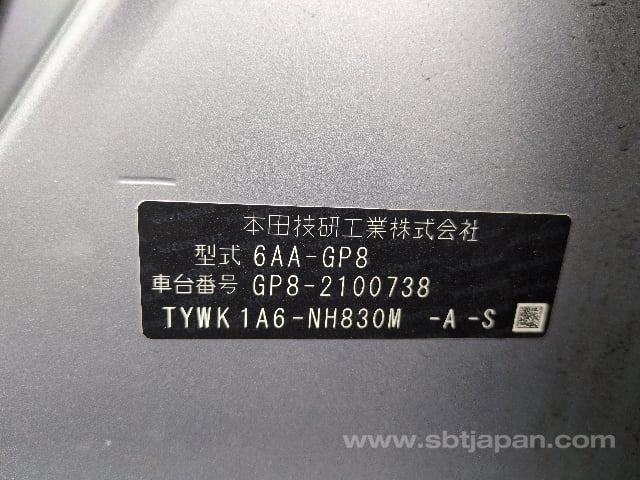 本田技研工業株式会社
型式 6AA-GP8
車台番号 GP8-2100738
TYWK1A6-NH830M -A-S
www.sbtjapan.com